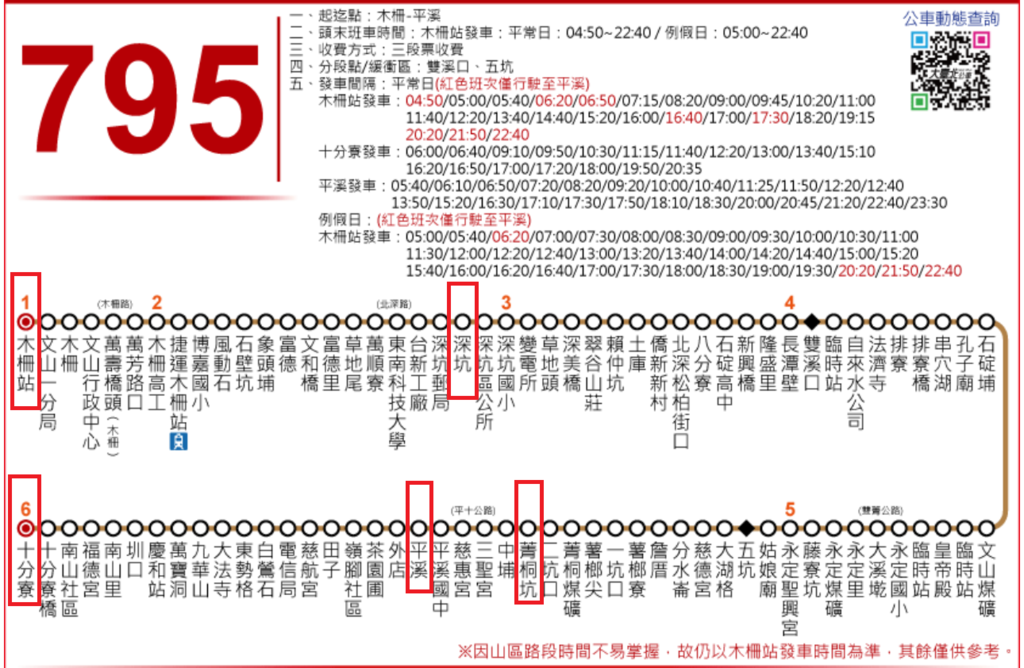 795
一、起迄點：木柵-平溪
二、頭末班車時間：木柵站發車：平常日：04:50~22:40 / 例假日：05:00~22:40
三、收費方式：三段票收費
四、分段點/緩衝區：雙溪口、五坑
五、發車間隔：平常日(紅色班次僅行駛至平溪)
木柵站發車：04:50/05:00/05:40/06:20/06:50/07:15/08:20/09:00/09:45/10:20/11:00
11:40/12:20/13:40/14:40/15:20/16:00/16:40/17:00/17:30/18:20/19:15
20:20/21:50/22:40
十分寮發車：06:00/06:40/09:10/09:50/10:30/11:15/11:40/12:20/13:00/13:40/15:10
16:20/16:50/17:00/17:20/18:00/19:50/20:35
平溪發車：05:40/06:10/06:50/07:20/08:20/09:20/10:00/10:40/11:25/11:50/12:20/12:40
13:50/15:20/16:30/17:10/17:30/17:50/18:10/18:30/20:00/20:45/21:20/22:40/23:30
例假日：(紅色班次僅行駛至平溪)
木柵站發車：05:00/05:40/06:20/07:00/07:30/08:00/08:30/09:00/09:30/10:00/10:30/11:00
11:30/12:00/12:20/12:40/13:00/13:20/13:40/14:00/14:20/14:40/15:00/15:20
15:40/16:00/16:20/16:40/17:00/17:30/18:00/18:30/19:00/19:30/20:20/21:50/22:40
公車動態查詢
大臺北公車
1
(木柵路)
2
(北深路)
3
4
木柵站
文山一分局
木柵
文山行政中心
萬壽橋頭(木柵)
萬芳路口
木柵高工
捷運木柵站
博嘉國小
風動石
石壁坑
象頭埔
富德
文和橋
富德里
草地尾
萬順寮
東南科技大學
台新工廠
深坑郵局
深坑
深坑區公所
深坑國小
變電所
草地頭
深美橋
翠谷山莊
賴仲坑
土庫
僑新新村
北深松柏街口
八分寮
石碇高中
新興橋
隆盛里
長潭壁
雙溪口
臨時站
自來水公司
法濟寺
排寮
排寮橋
串穴湖
孔子廟
石碇埔
6
(平十公路)
5
(雙菁公路)
十分寮
十分寮橋
南山社區
福德宮
南山里
圳口
慶和站
萬寶洞
九華山
大法寺
東勢格
白鶯石
電信局
慈航宮
田子
嶺腳社區
茶園圃
外店
平溪
平溪國中
慈惠宮
三聖宮
中埔
菁桐坑
二坑口
菁桐煤礦
薯榔尖
一坑口
薯榔寮
詹厝
分水崙
慈德宮
大湖格
五坑
姑娘廟
永定聖興宮
藤寮坑
永定煤礦
永定里
大溪墘
永定國小
臨時站
皇帝殿
臨時站
文山煤礦
※因山區路段時間不易掌握，故仍以木柵站發車時間為準，其餘僅供參考。